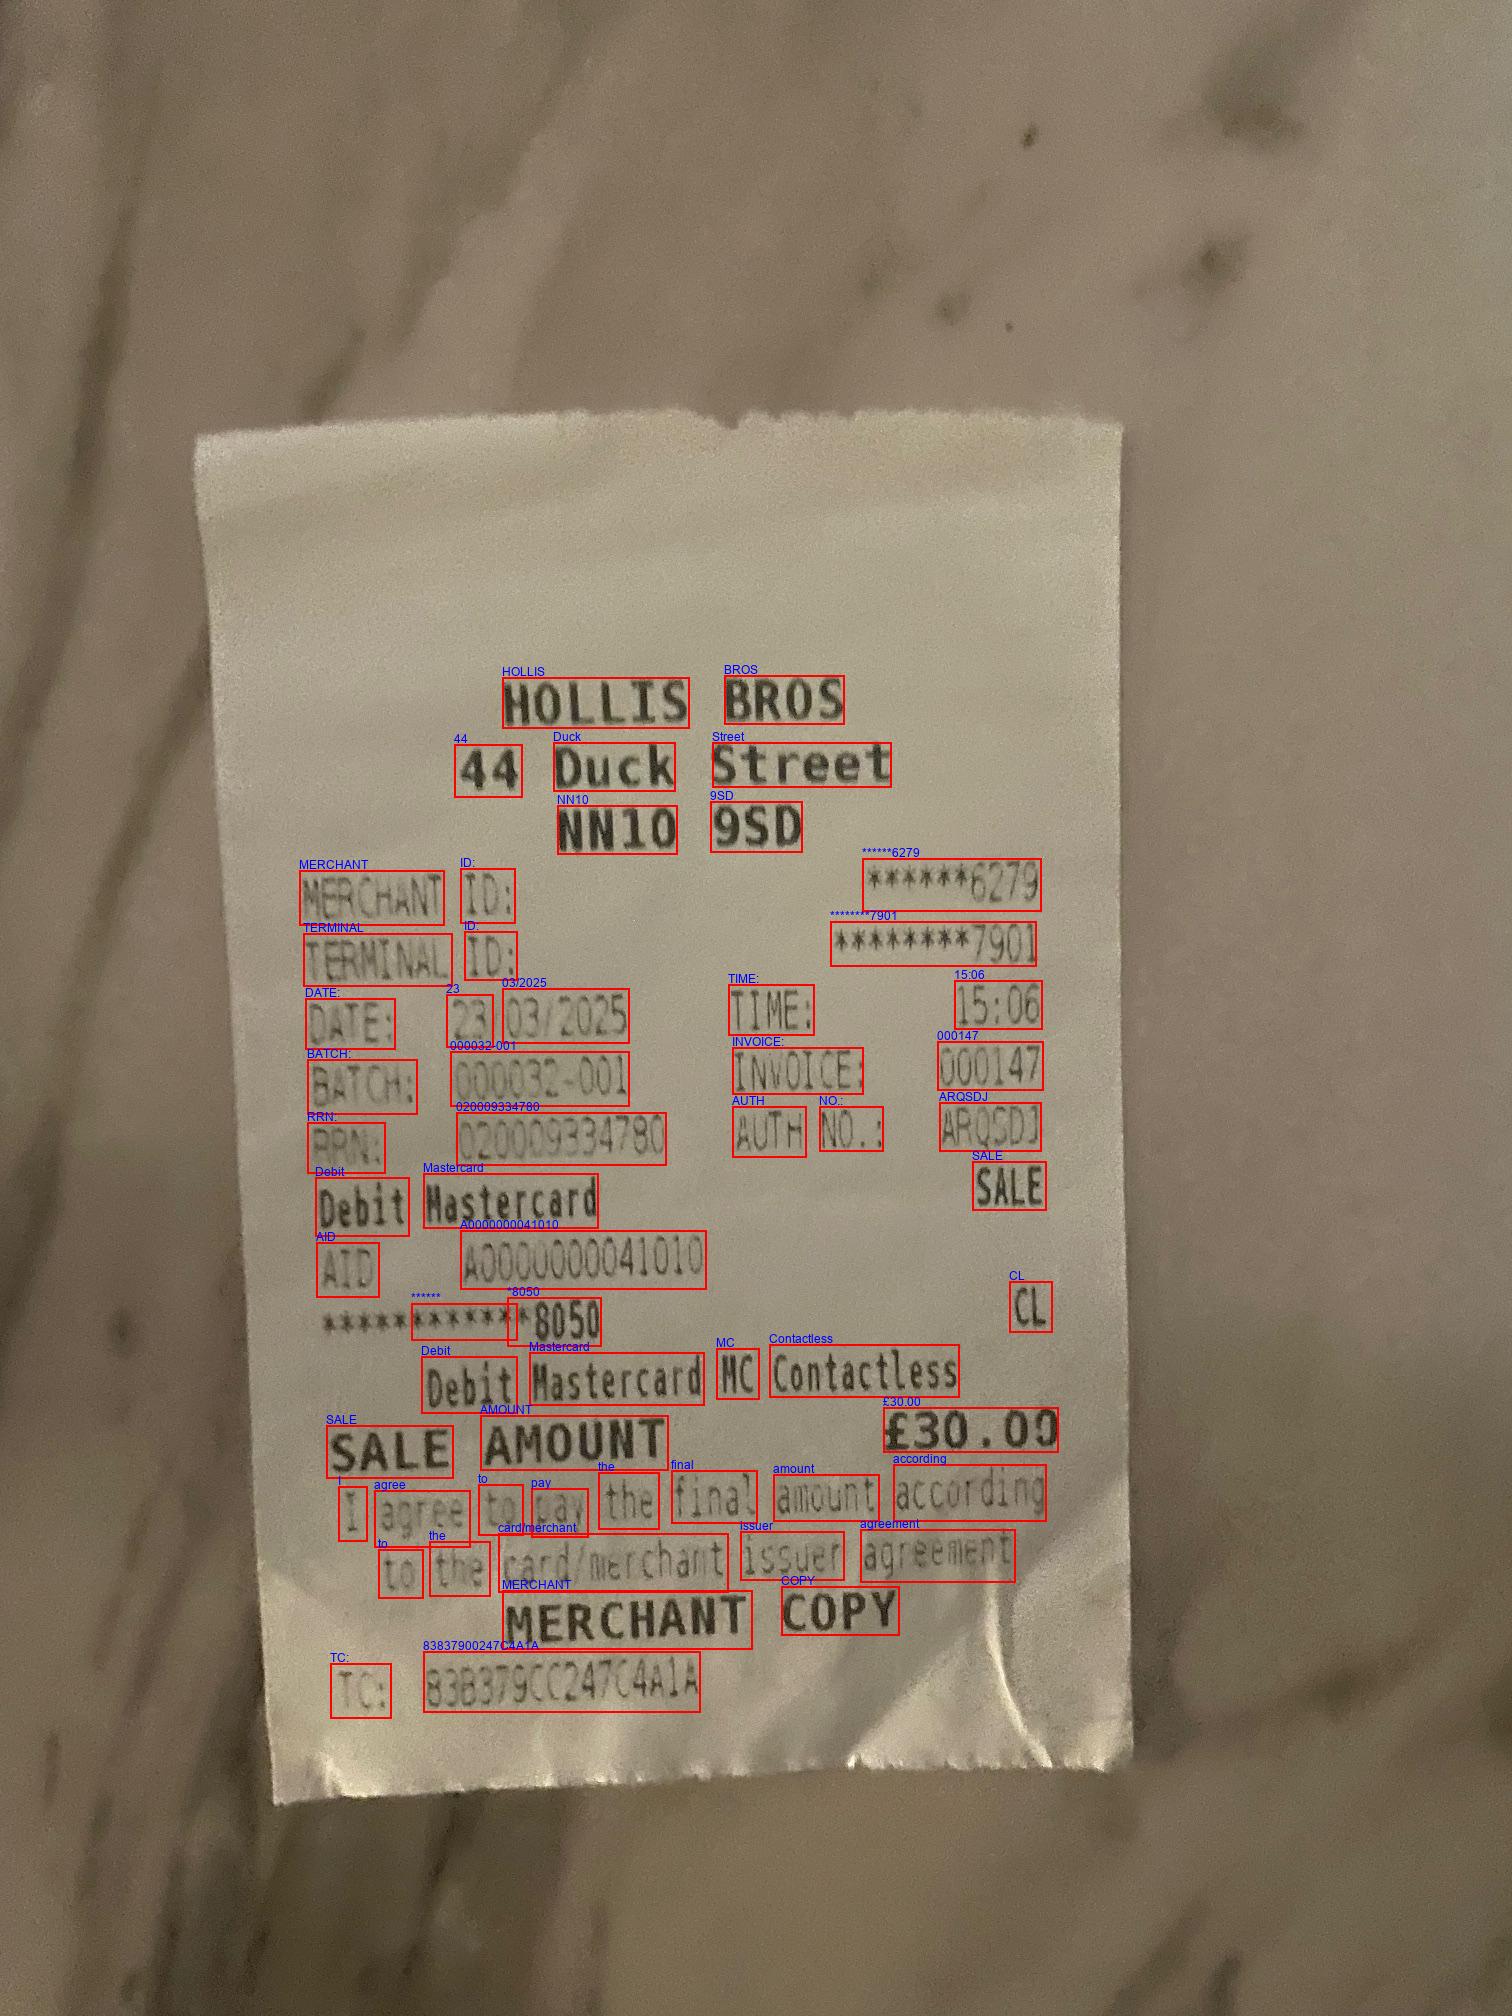 HOLLIS BROS
44 Duck Street
NN10 9SD
MERCHANT ID: ******6279
TERMINAL ID: ********7901
DATE: 23/03/2025 TIME: 15:06
BATCH: 000032-001 INVOICE: 000147
RRN: 020009334780 AUTH NO.: ARQSDJ
Debit Mastercard SALE
AID A0000000041010
************8050 CL
Debit Mastercard MC Contactless
SALE AMOUNT £30.00
I agree to pay the final amount according
to the card/merchant issuer agreement
MERCHANT COPY
TC: 83B379CC247C4A1A